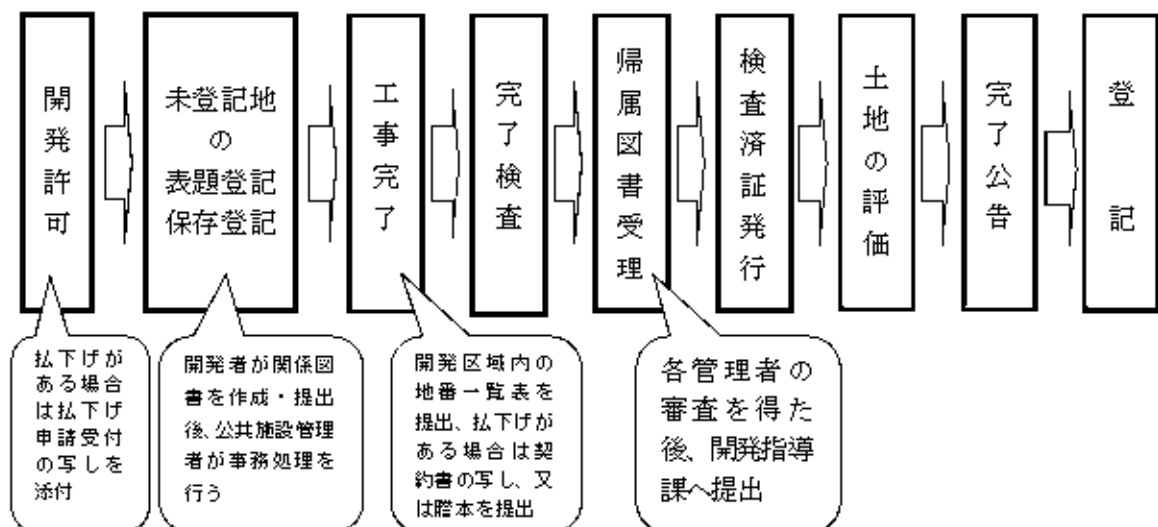 開発許可
未登記地
の
表題登記
保存登記
工事完了
完了検査
帰属図書受理
検査済証発行
土地の評価
完了公告
登記
払下げが
ある場合
は払下げ
申請受付
の写しを
添付
開発者が関係図
書を作成・提出
後、公共施設管理
者が事務処理を
行う
開発区域内の
地番一覧表を
提出、払下げが
ある場合は契
約書の写し、又
は謄本を提出
各管理者の
審査を得た
後、開発指導
課へ提出